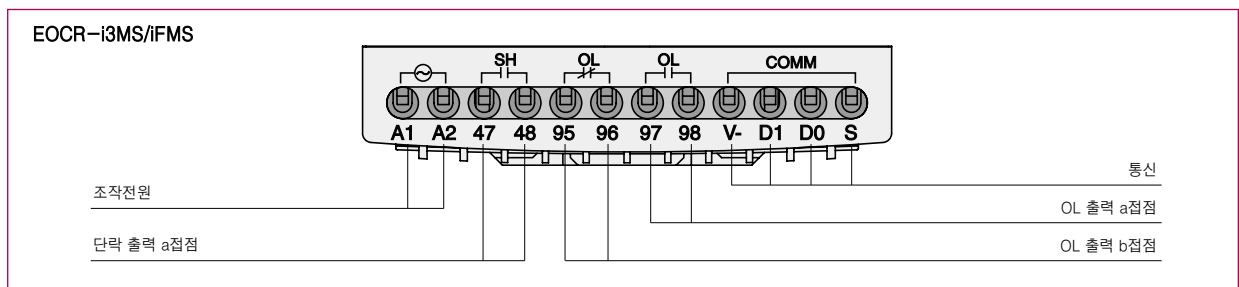 EOCR-i3MS/iFMS
SH OL OL COMM
A1 A2 47 48 95 96 97 98 V- D1 D0 S
조작전원
통신
OL 출력 a접점
단락 출력 a접점
OL 출력 b접점